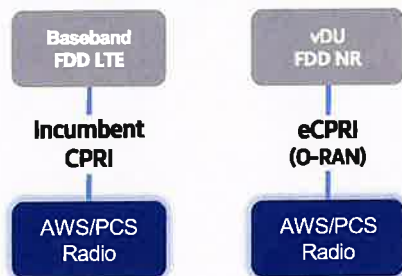 Baseband
FDD LTE
Incumbent
CPRI
AWS/PCS
Radio
vDU
FDD NR
eCPRI
(O-RAN)
AWS/PCS
Radio